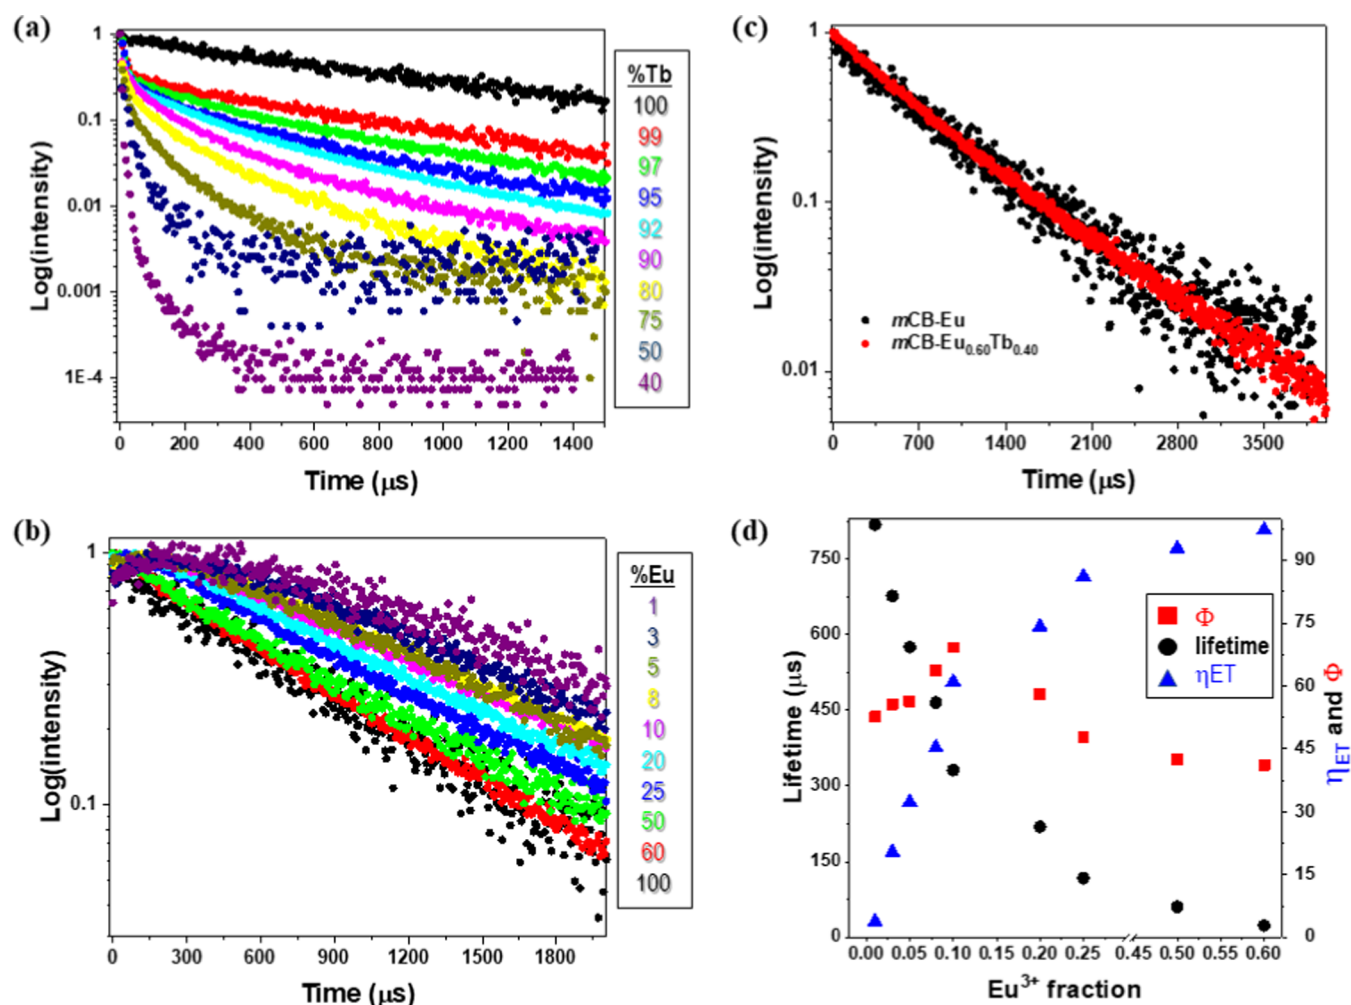 (a)
1
0.1
0.01
0.001
1E-4
Log(intensity)
0 200 400 600 800 1000 1200 1400
Time (μs)
%Tb
100
99
97
95
92
90
80
75
50
40
(c)
1
0.1
0.01
Log(intensity)
mCB-Eu
mCB-Eu0.60Tb0.40
0 700 1400 2100 2800 3500
Time (μs)
(b)
1
0.1
Log(intensity)
0 300 600 900 1200 1500 1800
Time (μs)
%Eu
1
3
5
8
10
20
25
50
60
100
(d)
750
600
450
300
150
0
Lifetime (μs)
Φ
lifetime
ηET
90
75
60
45
30
15
0
ηET and Φ
0.00 0.05 0.10 0.15 0.20 0.25 0.45 0.50 0.55 0.60
Eu3+ fraction